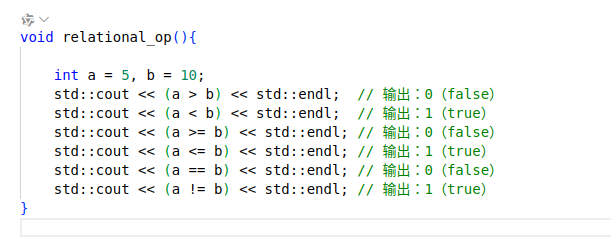 void relational_op(){
int a = 5, b = 10;
std::cout << (a > b) << std::endl;  // 输出：0（false）
std::cout << (a < b) << std::endl;  // 输出：1（true）
std::cout << (a >= b) << std::endl; // 输出：0（false）
std::cout << (a <= b) << std::endl; // 输出：1（true）
std::cout << (a == b) << std::endl; // 输出：0（false）
std::cout << (a != b) << std::endl; // 输出：1（true）
}